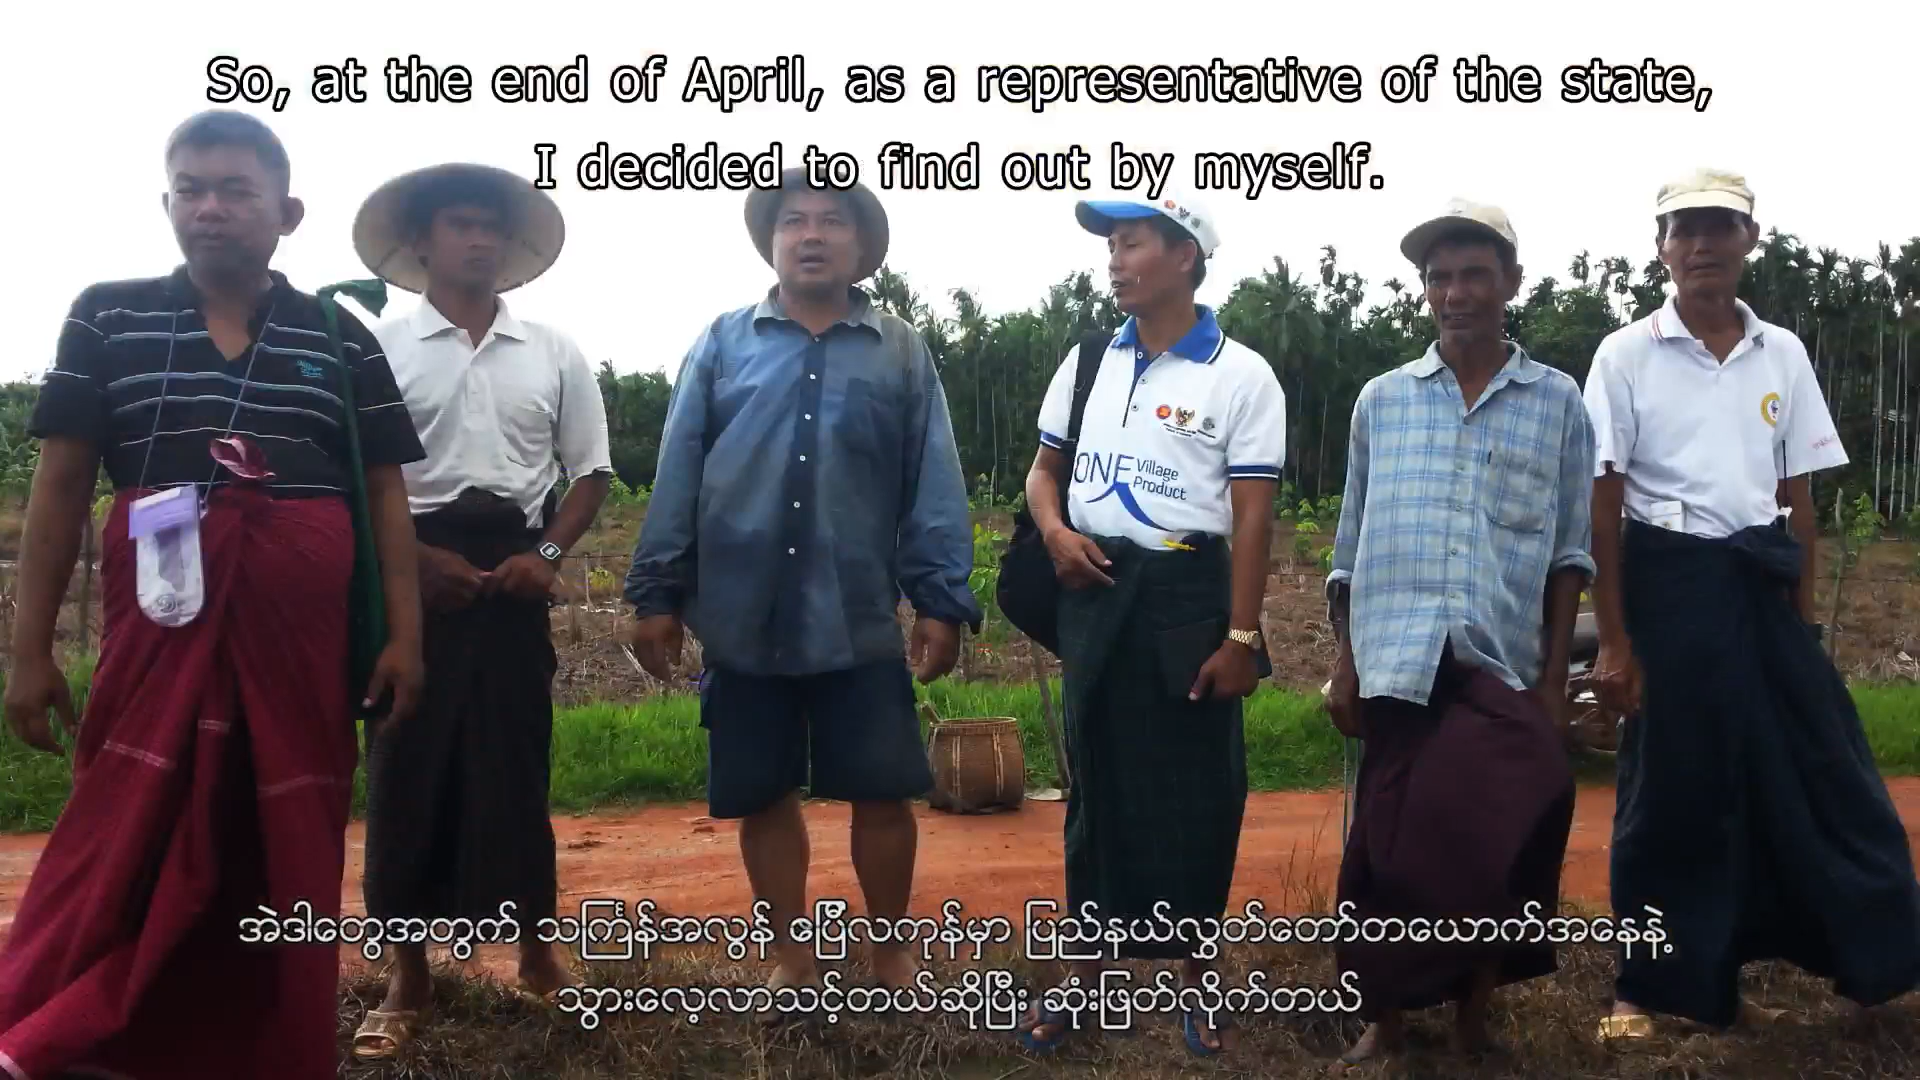 So, at the end of April, as a representative of the state,
I decided to find out by myself.
ONE Village
Product
အဲဒါတွေအတွက် သင်္ကြန်အလွန် ဧပြီလကုန်မှာ ပြည်နယ်လွှတ်တော်တယောက်အနေနဲ့
သွားလေ့လာသင့်တယ်ဆိုပြီး ဆုံးဖြတ်လိုက်တယ်